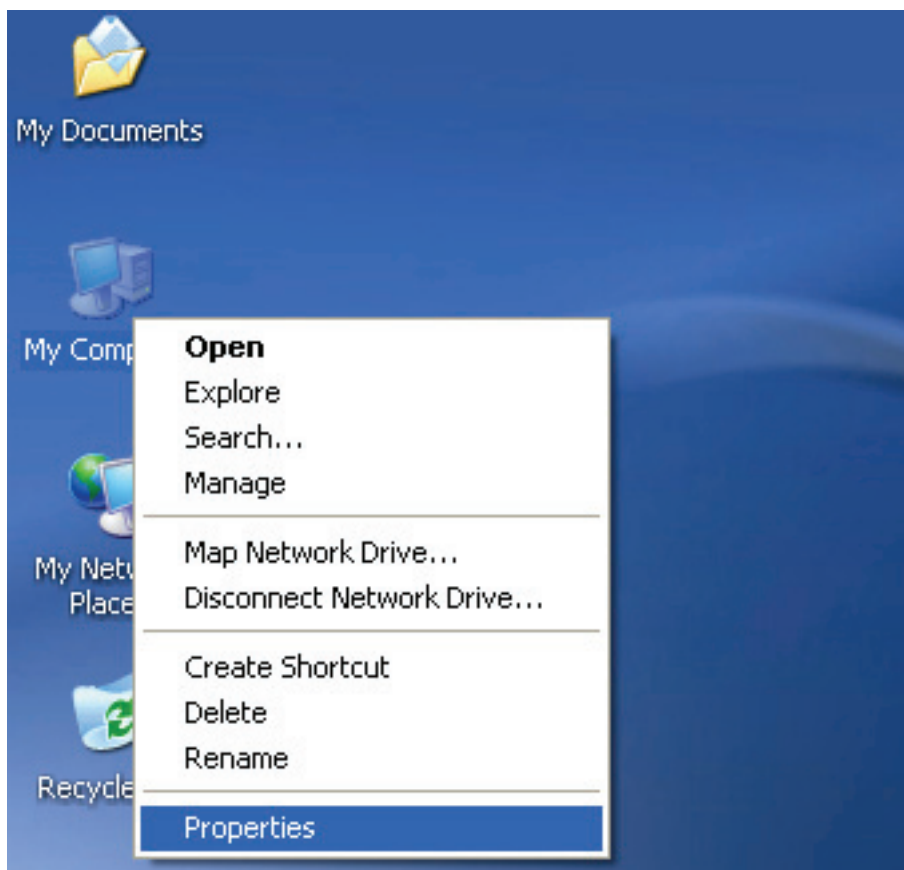 My Documents
My Comp
Open
Explore
Search...
Manage
Map Network Drive...
Disconnect Network Drive...
My Netw
Place
Create Shortcut
Delete
Rename
Recycle
Properties